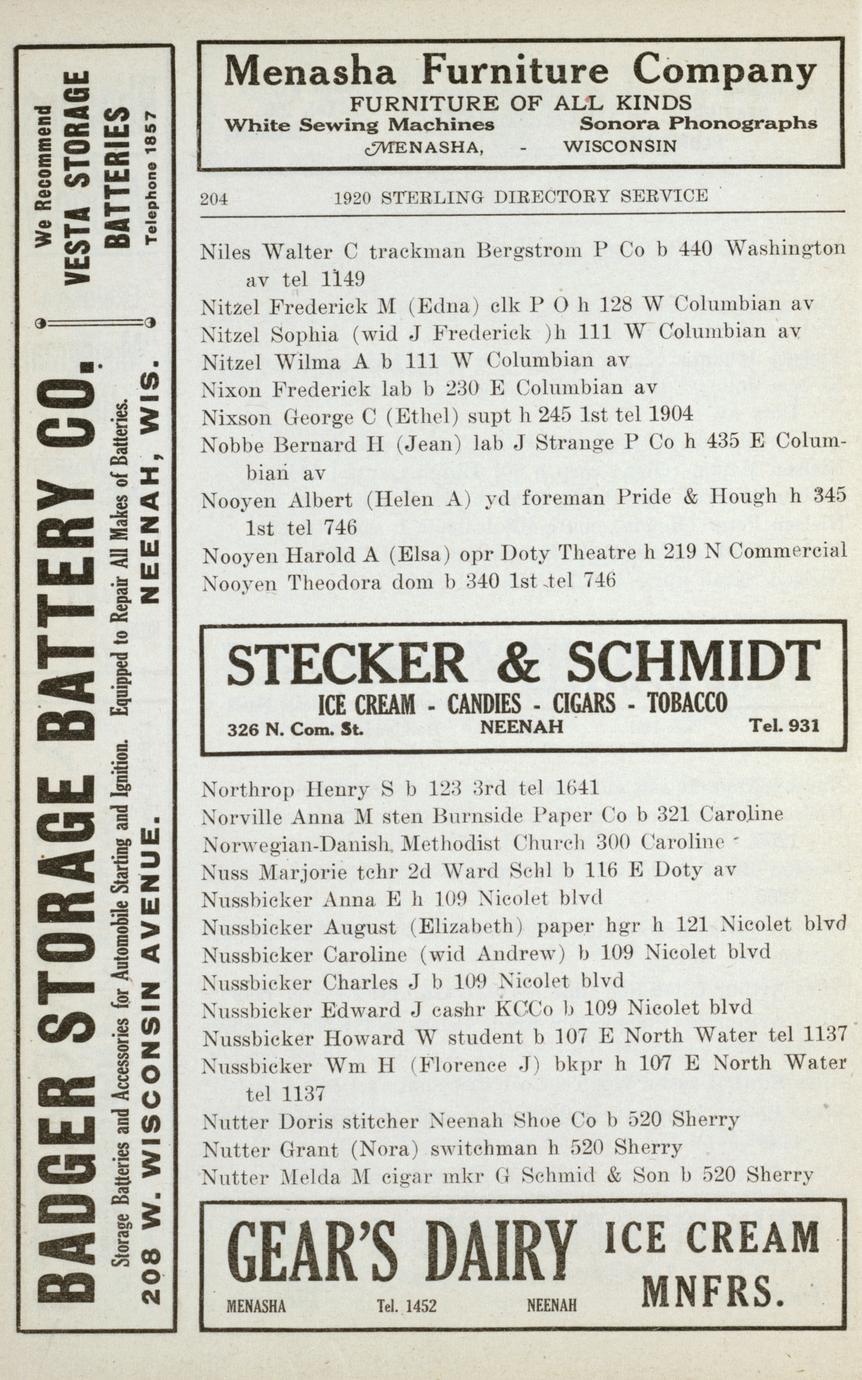 Menasha Furniture Company
FURNITURE OF ALL KINDS
White Sewing Machines Sonora Phonographs
MENASHA, - WISCONSIN
204 1920 STERLING DIRECTORY SERVICE
Niles Walter C trackman Bergstrom P Co b 440 Washington
av tel 1149
Nitzel Frederick M (Edna) clk P O h 128 W Columbian av
Nitzel Sophia (wid J Frederick )h 111 W Columbian av
Nitzel Wilma A b 111 W Columbian av
Nixon Frederick lab b 230 E Columbian av
Nixson George C (Ethel) supt h 245 1st tel 1904
Nobbe Bernard H (Jean) lab J Strange P Co h 435 E Colum-
bian av
Nooyen Albert (Helen A) yd foreman Pride & Hough h 345
1st tel 746
Nooyen Harold A (Elsa) opr Doty Theatre h 219 N Commercial
Nooyen Theodora dom b 340 1st tel 746
STECKER & SCHMIDT
ICE CREAM - CANDIES - CIGARS - TOBACCO
326 N. Com. St. NEENAH Tel. 931
Northrop Henry S b 123 3rd tel 1641
Norville Anna M sten Burnside Paper Co b 321 Caroline
Norwegian-Danish Methodist Church 300 Caroline
Nuss Marjorie tchr 2d Ward Schl b 116 E Doty av
Nussbicker Anna E h 109 Nicolet blvd
Nussbicker August (Elizabeth) paper hgr h 121 Nicolet blvd
Nussbicker Caroline (wid Andrew) b 109 Nicolet blvd
Nussbicker Charles J b 109 Nicolet blvd
Nussbicker Edward J cashr KCCo b 109 Nicolet blvd
Nussbicker Howard W student b 107 E North Water tel 1137
Nussbicker Wm H (Florence J) bkpr h 107 E North Water
tel 1137
Nutter Doris stitcher Neenah Shoe Co b 520 Sherry
Nutter Grant (Nora) switchman h 520 Sherry
Nutter Melda M cigar mkr G Schmid & Son b 520 Sherry
GEAR'S DAIRY ICE CREAM
MNFRS.
MENASHA Tel. 1452 NEENAH
BADGER STORAGE BATTERY CO.
Storage Batteries and Accessories for Automobile Starting and Ignition. Equipped to Repair All Makes of Batteries.
208 W. WISCONSIN AVENUE. NEENAH, WIS.
We Recommend
VESTA STORAGE
BATTERIES
Telephone 1857